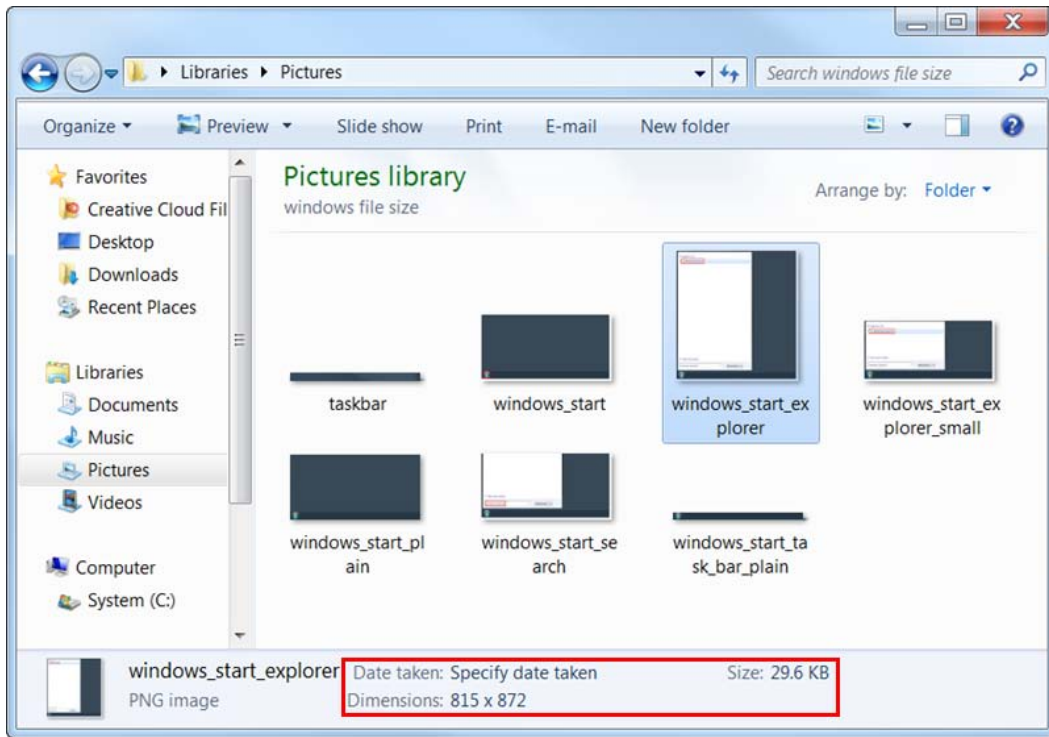 Libraries ▸ Pictures
Search windows file size
Organize
Preview
Slide show
Print
E-mail
New folder
Favorites
Creative Cloud Fil
Desktop
Downloads
Recent Places
Libraries
Documents
Music
Pictures
Videos
Computer
System (C:)
Pictures library
windows file size
Arrange by: Folder
taskbar
windows_start
windows_start_ex
plorer
windows_start_ex
plorer_small
windows_start_pl
ain
windows_start_se
arch
windows_start_ta
sk_bar_plain
windows_start_explorer
PNG image
Date taken: Specify date taken
Dimensions: 815 x 872
Size: 29.6 KB